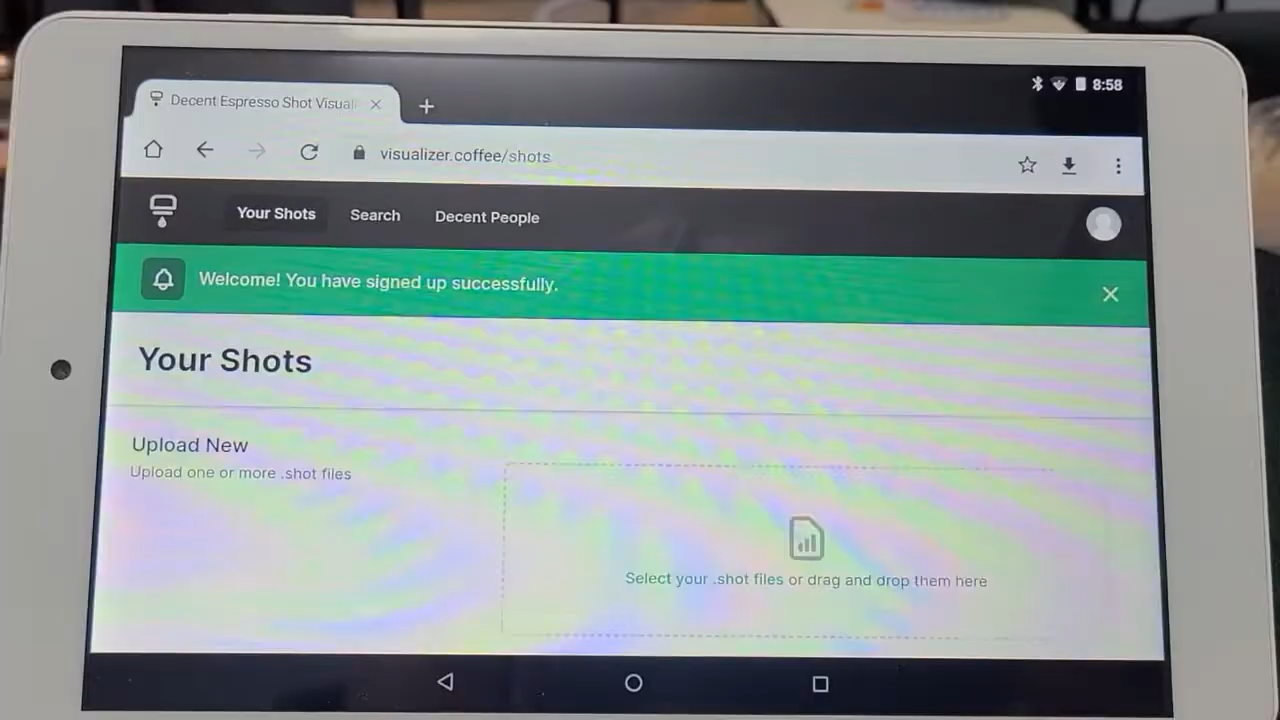 8:58
Decent Espresso Shot Visuali
visualizer.coffee/shots
Your Shots Search Decent People
Welcome! You have signed up successfully.
Your Shots
Upload New
Upload one or more .shot files
Select your .shot files or drag and drop them here